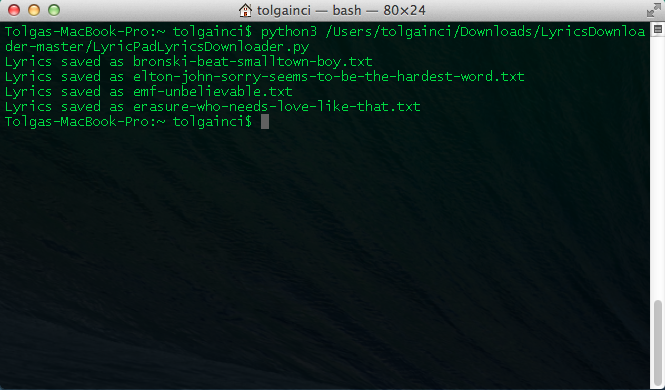 tolgainci — bash — 80×24
Tolgas-MacBook-Pro:~ tolgainci$ python3 /Users/tolgainci/Downloads/LyricsDownlo
ader-master/LyricPadLyricsDownloader.py
Lyrics saved as bronski-beat-smalltown-boy.txt
Lyrics saved as elton-john-sorry-seems-to-be-the-hardest-word.txt
Lyrics saved as emf-unbelievable.txt
Lyrics saved as erasure-who-needs-love-like-that.txt
Tolgas-MacBook-Pro:~ tolgainci$